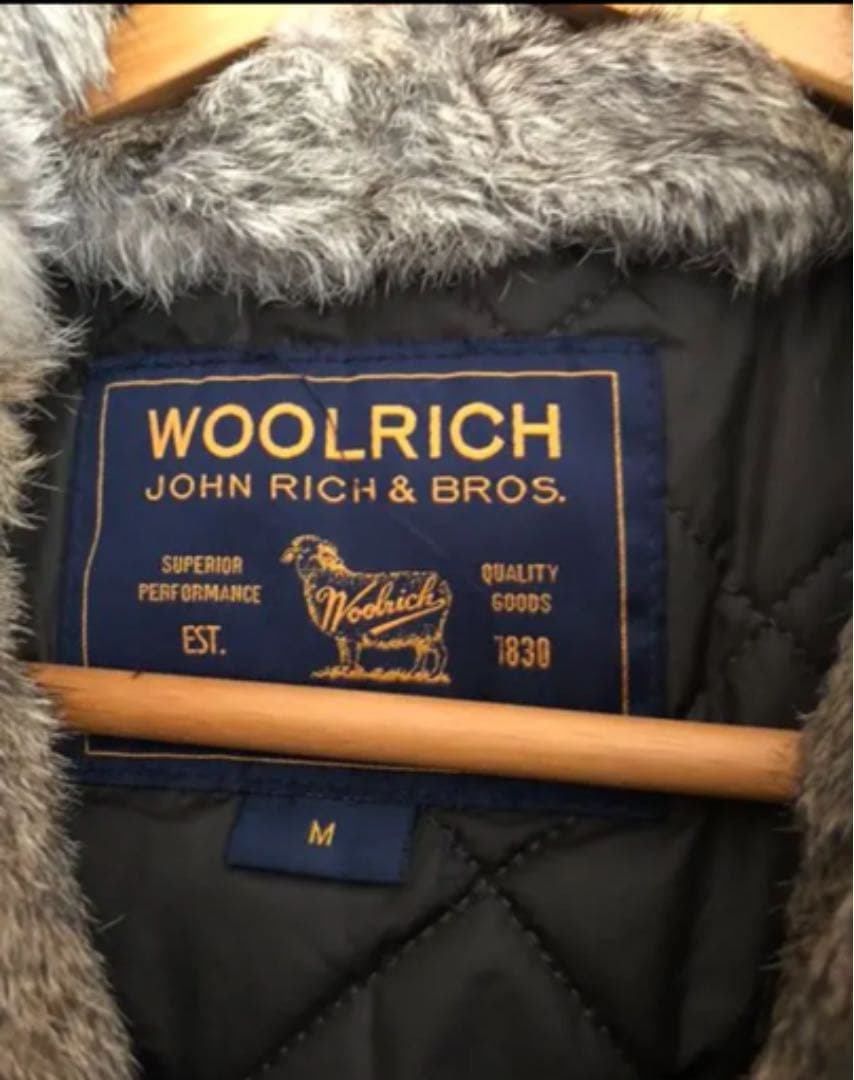 WOOLRICH
JOHN RICH & BROS.
SUPERIOR
PERFORMANCE
EST.
Woolrich
QUALITY
GOODS
1830
M